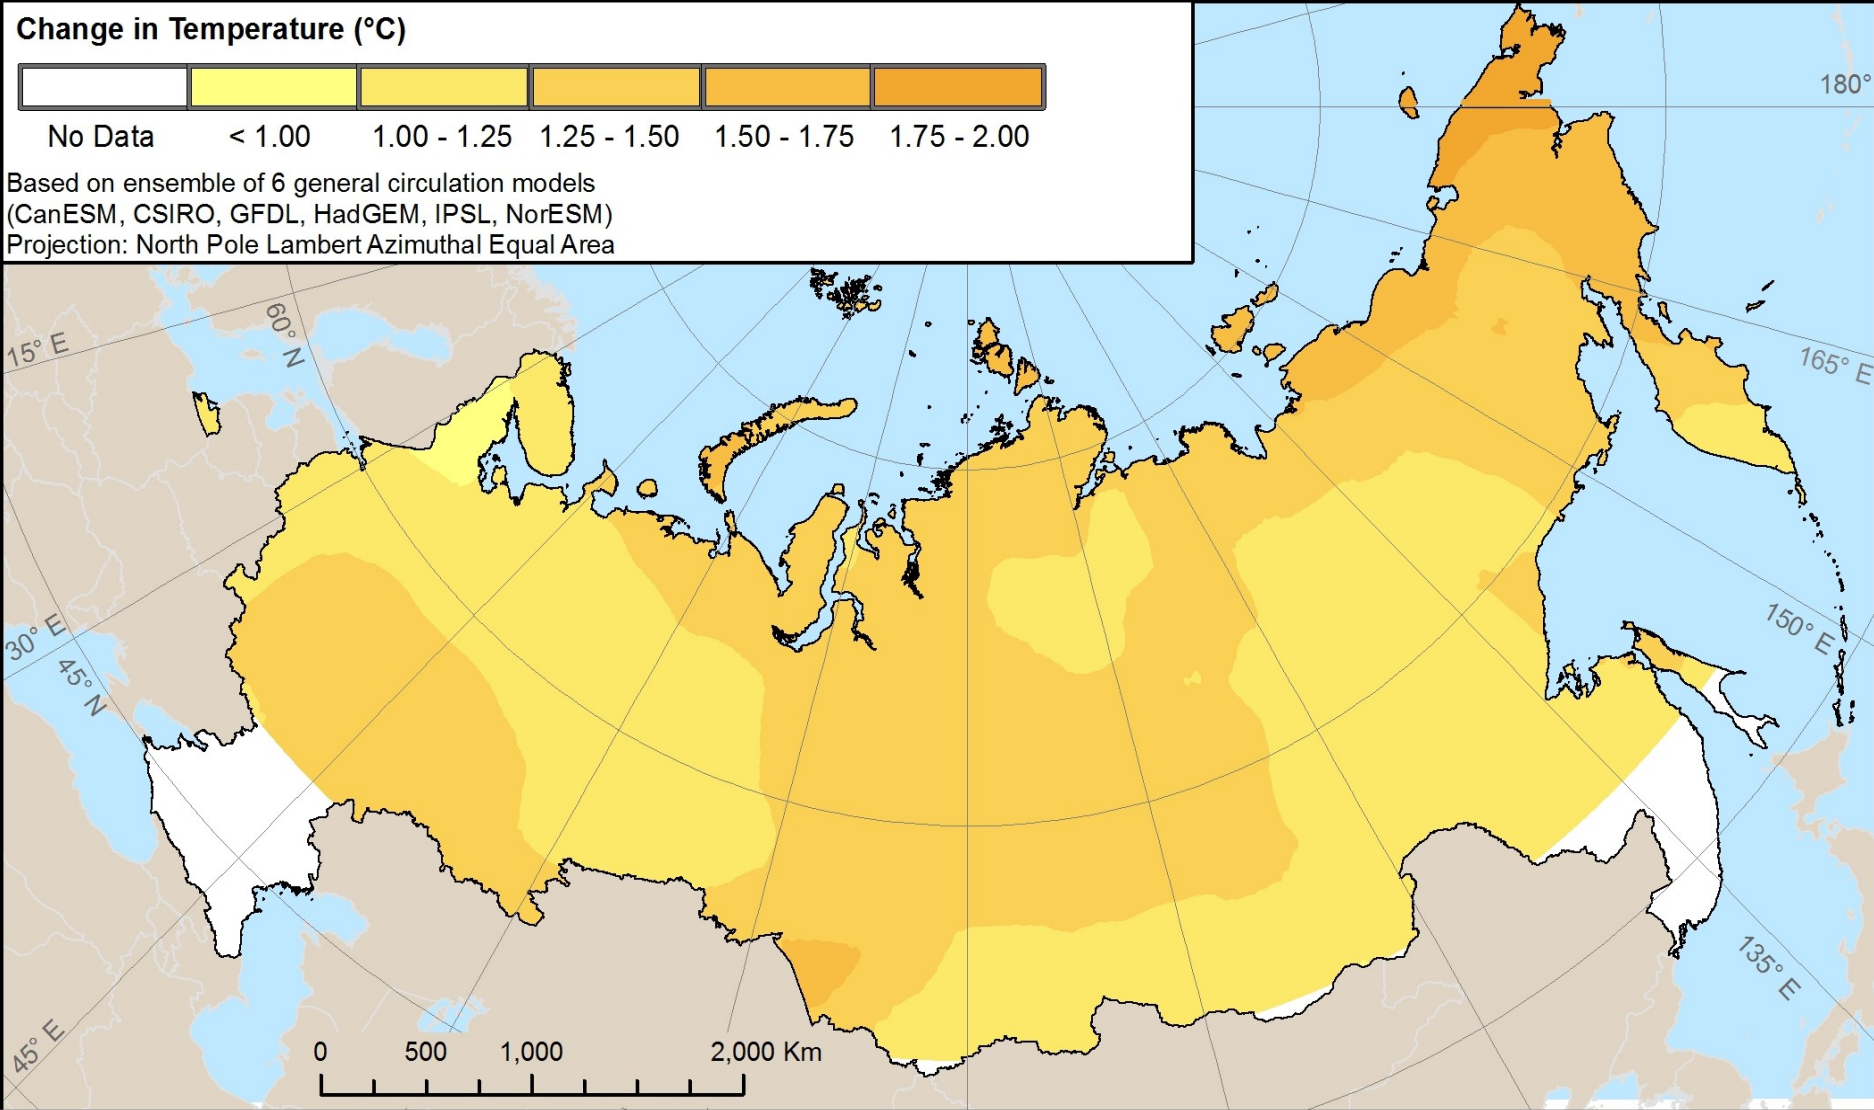 Change in Temperature (°C)
No Data
< 1.00
1.00 - 1.25
1.25 - 1.50
1.50 - 1.75
1.75 - 2.00
Based on ensemble of 6 general circulation models
(CanESM, CSIRO, GFDL, HadGEM, IPSL, NorESM)
Projection: North Pole Lambert Azimuthal Equal Area
180°
15° E
60° N
165° E
30° E
45° N
150° E
135° E
45° E
0 500 1,000 2,000 Km